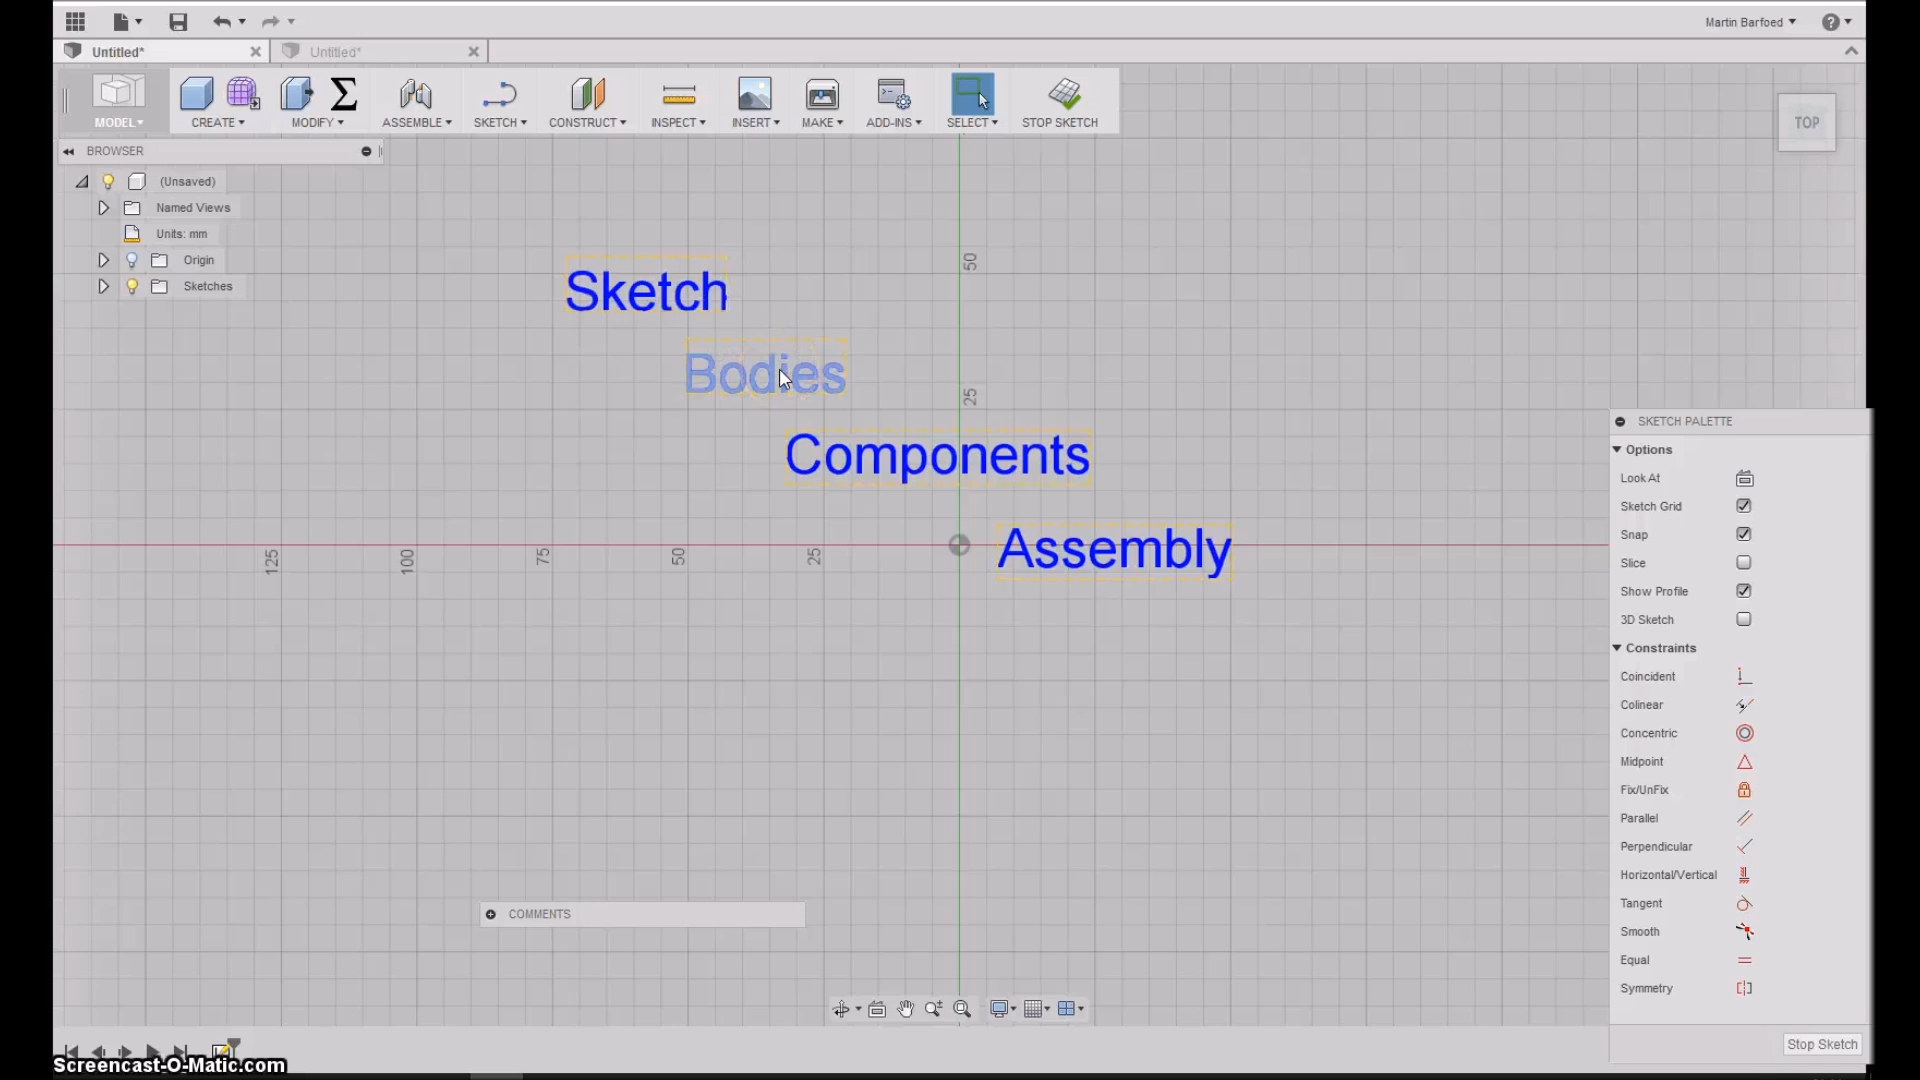 Martin Barfoed
?
Untitled*
Untitled*
MODEL
CREATE
MODIFY
ASSEMBLE
SKETCH
CONSTRUCT
INSPECT
INSERT
MAKE
ADD-INS
SELECT
STOP SKETCH
TOP
BROWSER
(Unsaved)
Named Views
Units: mm
Origin
Sketches
Sketch
Bodies
Components
Assembly
50
25
125
100
75
50
25
SKETCH PALETTE
Options
Look At
Sketch Grid
Snap
Slice
Show Profile
3D Sketch
Constraints
Coincident
Colinear
Concentric
Midpoint
Fix/UnFix
Parallel
Perpendicular
Horizontal/Vertical
Tangent
Smooth
Equal
Symmetry
COMMENTS
Stop Sketch
Screencast-O-Matic.com